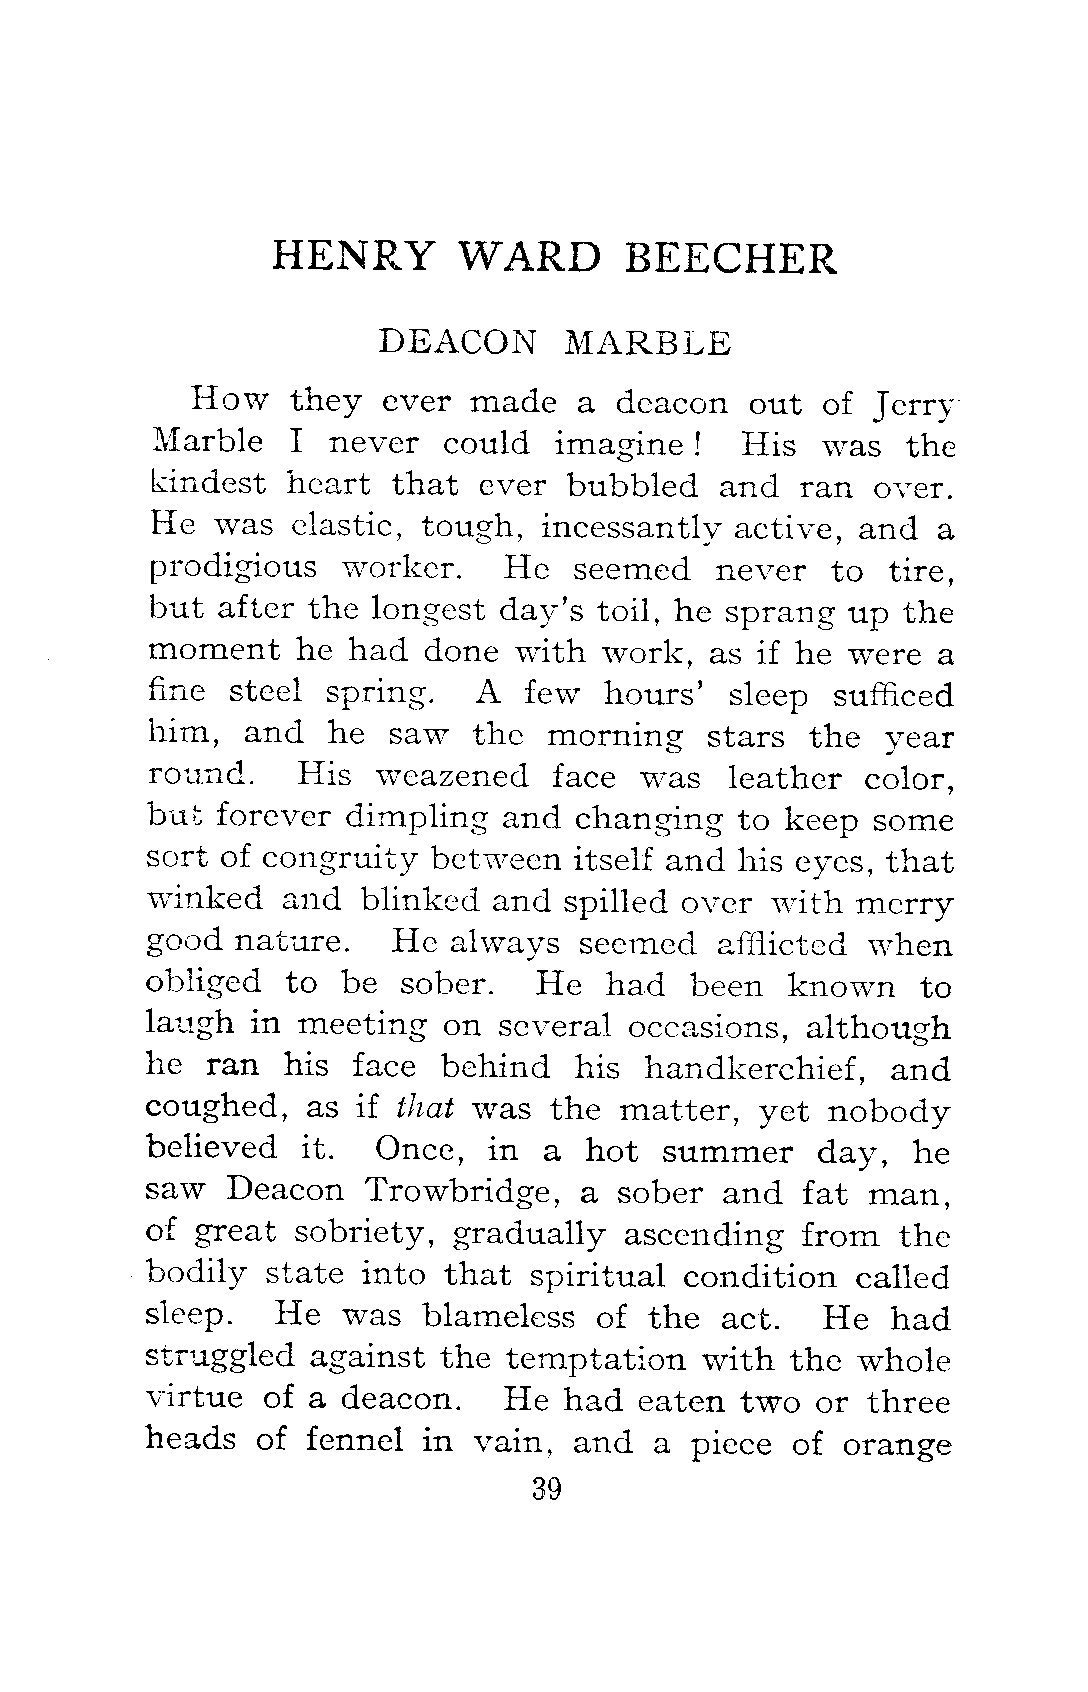 HENRY WARD BEECHER
DEACON MARBLE
How they ever made a deacon out of Jerry
Marble I never could imagine! His was the
kindest heart that ever bubbled and ran over.
He was elastic, tough, incessantly active, and a
prodigious worker. He seemed never to tire,
but after the longest day's toil, he sprang up the
moment he had done with work, as if he were a
fine steel spring. A few hours' sleep sufficed
him, and he saw the morning stars the year
round. His weazened face was leather color,
but forever dimpling and changing to keep some
sort of congruity between itself and his eyes, that
winked and blinked and spilled over with merry
good nature. He always seemed afflicted when
obliged to be sober. He had been known to
laugh in meeting on several occasions, although
he ran his face behind his handkerchief, and
coughed, as if that was the matter, yet nobody
believed it. Once, in a hot summer day, he
saw Deacon Trowbridge, a sober and fat man,
of great sobriety, gradually ascending from the
bodily state into that spiritual condition called
sleep. He was blameless of the act. He had
struggled against the temptation with the whole
virtue of a deacon. He had eaten two or three
heads of fennel in vain, and a piece of orange
39